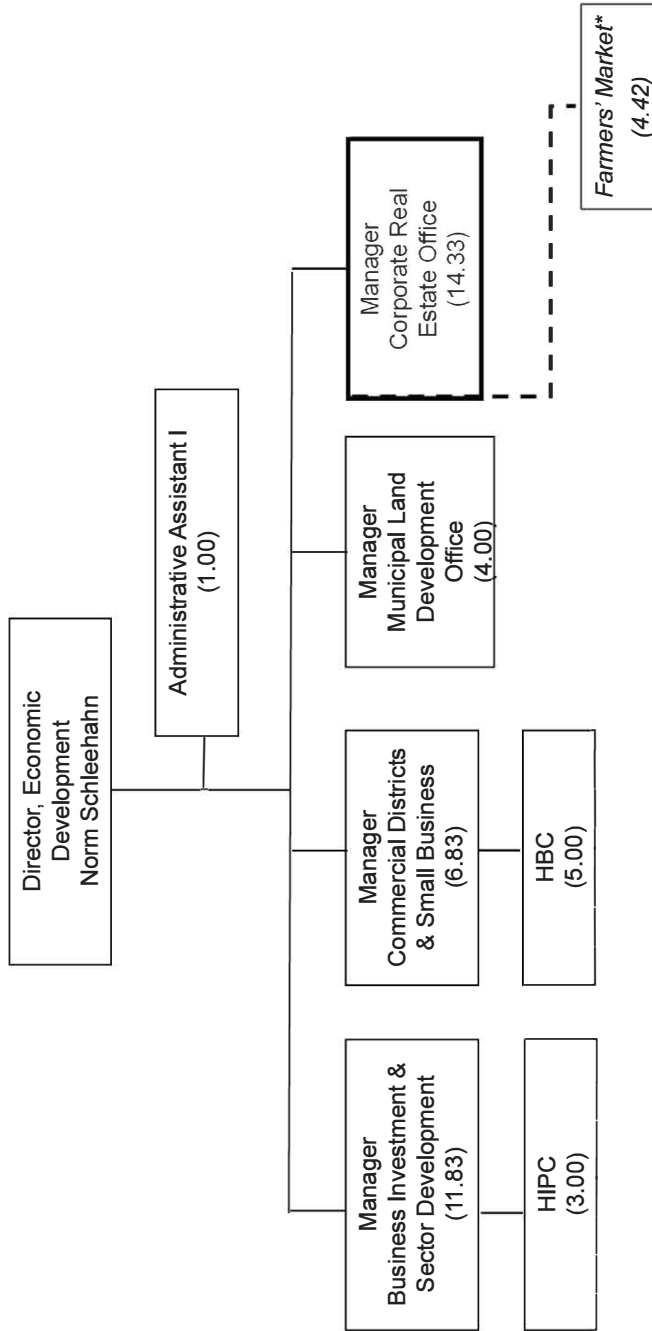 Director, Economic
Development
Norm Schleehahn
Administrative Assistant I
(1.00)
Manager
Business Investment &
Sector Development
(11.83)
Manager
Commercial Districts
& Small Business
(6.83)
Manager
Municipal Land
Development
Office
(4.00)
Manager
Corporate Real
Estate Office
(14.33)
HIPC
(3.00)
HBC
(5.00)
Farmers' Market*
(4.42)